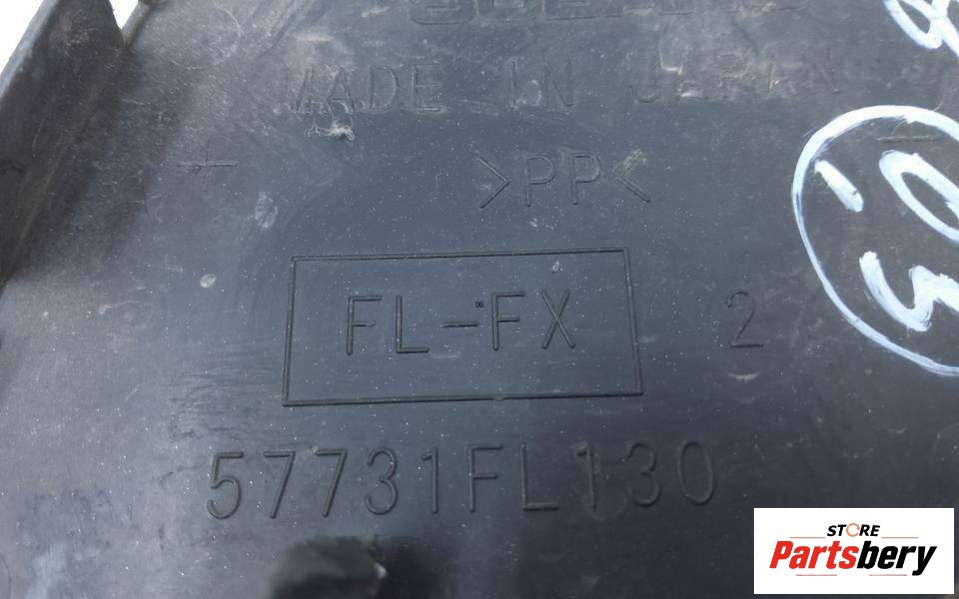 MADE IN JAPAN
>PP<
FL-FX 2
57731FL130
STORE
Partsbery